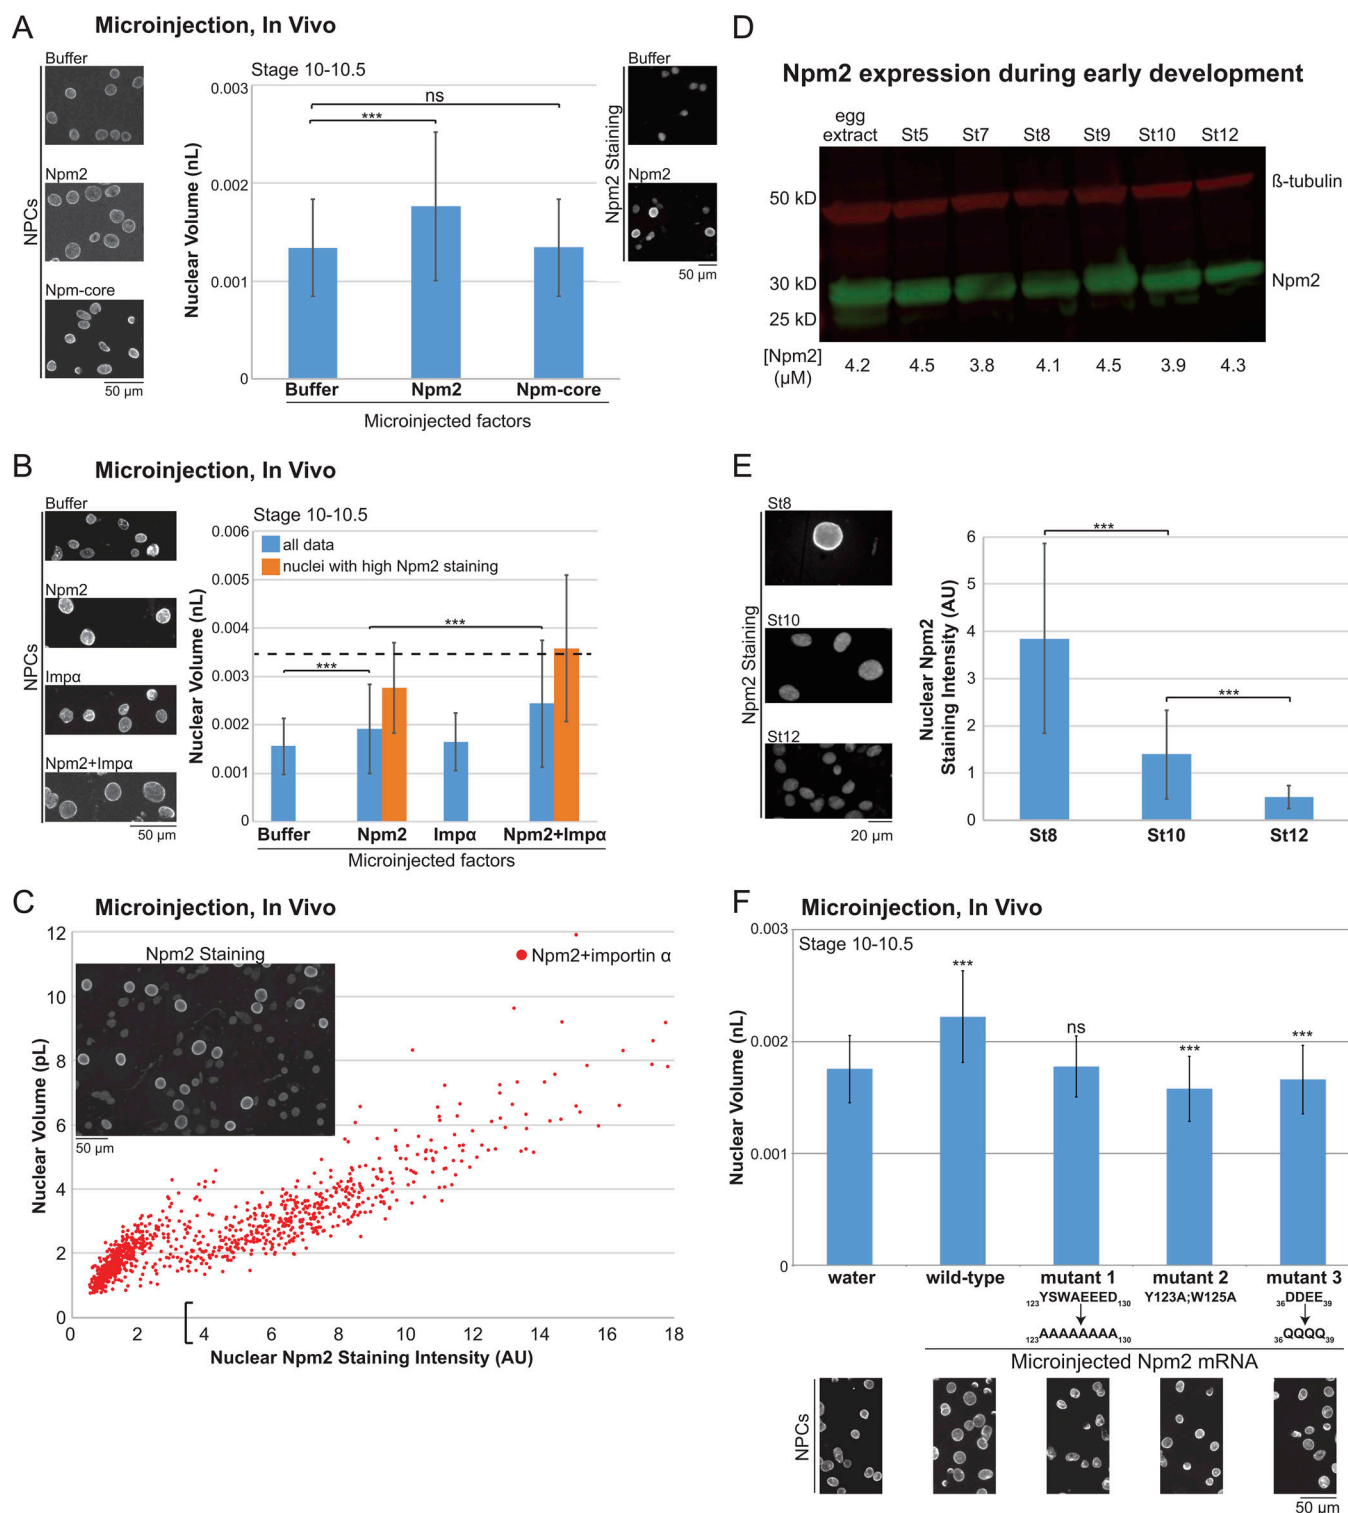 A
Microinjection, In Vivo
Buffer
Npm2
Npm-core
NPCs
50 µm
Stage 10-10.5
Nuclear Volume (nL)
0.003
0.002
0.001
0
ns
***
Buffer Npm2 Npm-core
Microinjected factors
Npm2 Staining
Buffer
Npm2
50 µm
B
Microinjection, In Vivo
NPCs
Buffer
Npm2
Impα
Npm2+Impα
50 µm
Stage 10-10.5
Nuclear Volume (nL)
0.006
0.005
0.004
0.003
0.002
0.001
0
all data
nuclei with high Npm2 staining
***
***
Buffer Npm2 Impα Npm2+Impα
Microinjected factors
C
Microinjection, In Vivo
Npm2 Staining
50 µm
Npm2+importin α
Nuclear Volume (pL)
12
10
8
6
4
2
0
0 2 4 6 8 10 12 14 16 18
Nuclear Npm2 Staining Intensity (AU)
D
Npm2 expression during early development
egg
extract St5 St7 St8 St9 St10 St12
50 kD
30 kD
25 kD
ß-tubulin
Npm2
[Npm2]
(µM)
4.2 4.5 3.8 4.1 4.5 3.9 4.3
E
Npm2 Staining
St8
St10
St12
20 µm
Nuclear Npm2
Staining Intensity (AU)
6
5
4
3
2
1
0
***
***
St8 St10 St12
F
Microinjection, In Vivo
Stage 10-10.5
Nuclear Volume (nL)
0.003
0.002
0.001
0
***
ns
***
***
water wild-type mutant 1 mutant 2 mutant 3
123YSWAEEED130 Y123A;W125A 36DDEE39
123AAAAAAAA130 36QQQQ39
Microinjected Npm2 mRNA
NPCs
50 µm